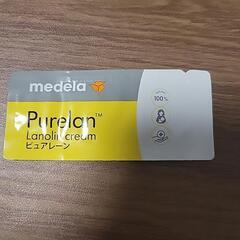 medela
100%
Purelan™
Lanolin cream
ピュアレーン